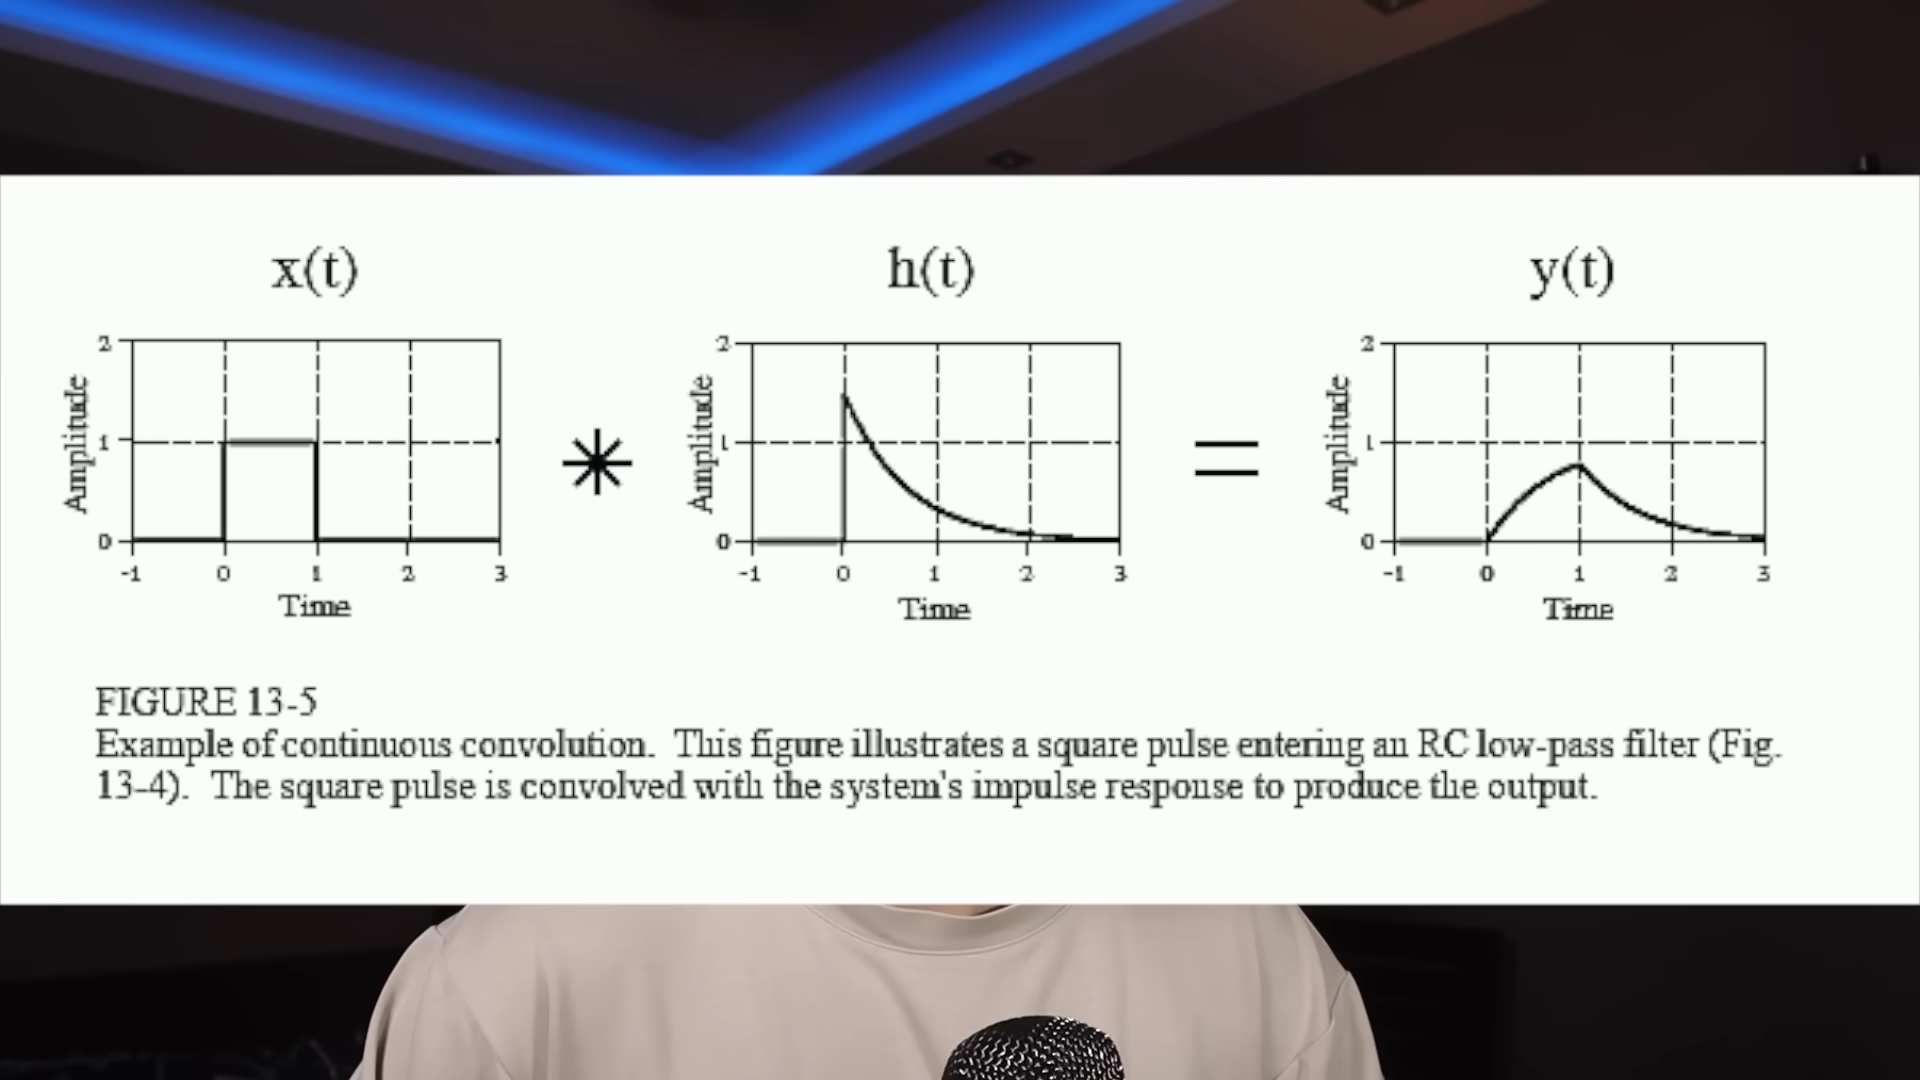 x(t)
h(t)
y(t)
Amplitude
2
1
0
-1 0 1 2 3
Time
*
Amplitude
2
1
0
-1 0 1 2 3
Time
=
Amplitude
2
1
0
-1 0 1 2 3
Time
FIGURE 13-5
Example of continuous convolution. This figure illustrates a square pulse entering an RC low-pass filter (Fig.
13-4). The square pulse is convolved with the system's impulse response to produce the output.